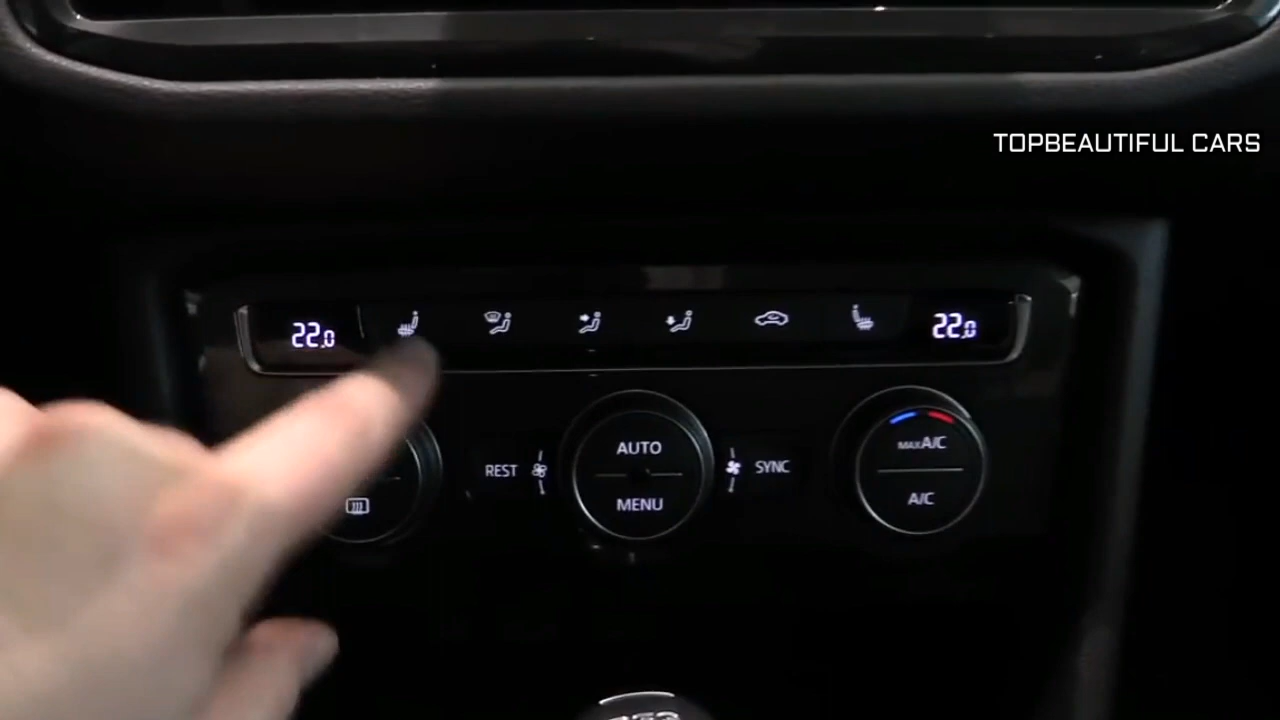 TOPBEAUTIFUL CARS
22.0
22.0
AUTO
MAX A/C
REST
SYNC
MENU
A/C